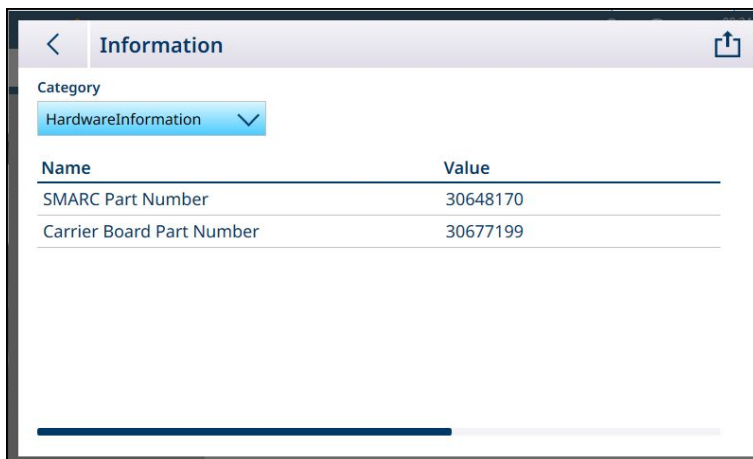 Information
Category
HardwareInformation
Name Value
SMARC Part Number 30648170
Carrier Board Part Number 30677199